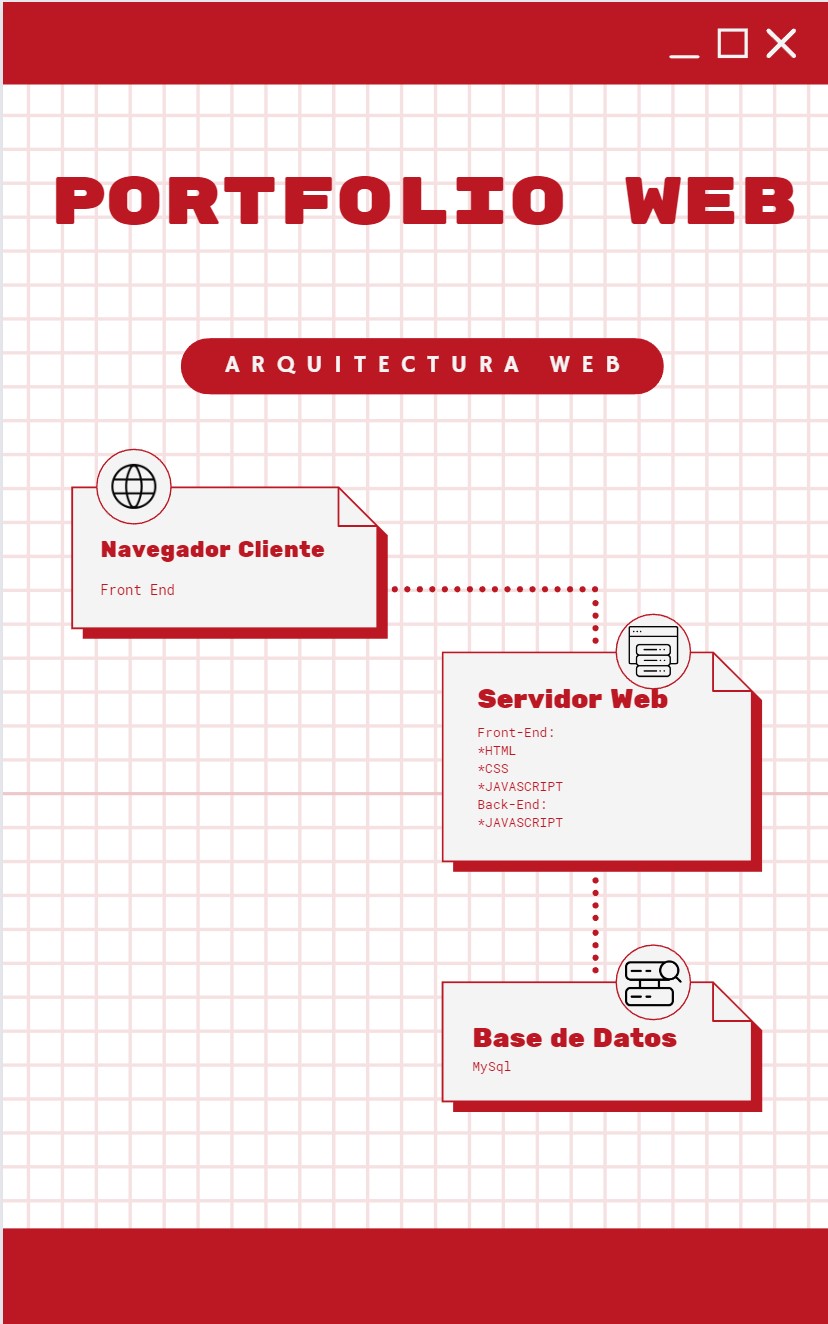 PORTFOLIO WEB
ARQUITECTURA WEB
Navegador Cliente
Front End
Servidor Web
Front-End:
*HTML
*CSS
*JAVASCRIPT
Back-End:
*JAVASCRIPT
Base de Datos
MySql